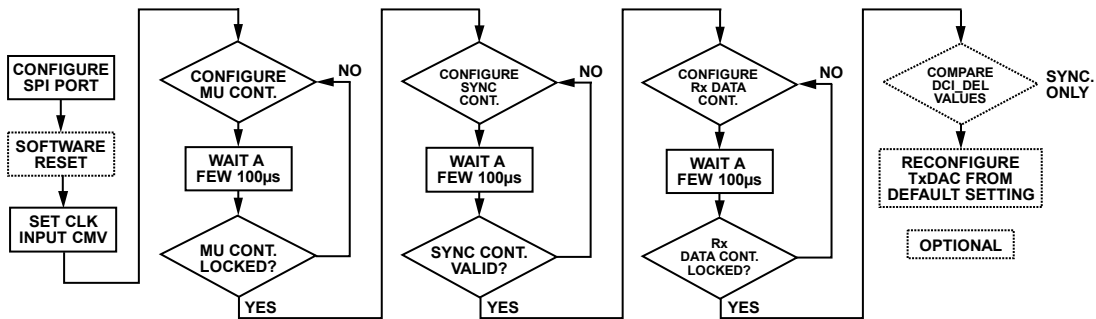 CONFIGURE
SPI PORT
SOFTWARE
RESET
SET CLK
INPUT CMV
CONFIGURE
MU CONT.
NO
WAIT A
FEW 100µs
MU CONT.
LOCKED?
YES
CONFIGURE
SYNC
CONT.
NO
WAIT A
FEW 100µs
SYNC CONT.
VALID?
YES
CONFIGURE
Rx DATA
CONT.
NO
WAIT A
FEW 100µs
Rx
DATA CONT.
LOCKED?
YES
COMPARE
DCI_DEL
VALUES
SYNC.
ONLY
RECONFIGURE
TxDAC FROM
DEFAULT SETTING
OPTIONAL